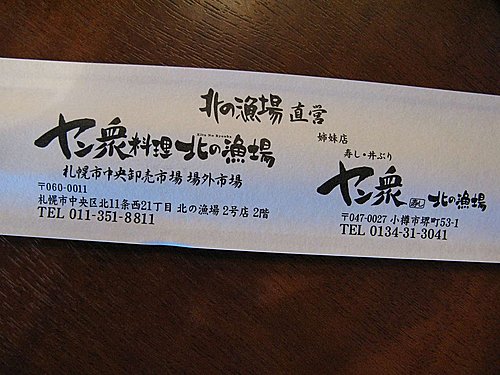 北の漁場 直営
Kita No Ryouba
ヤン衆料理 北の漁場
札幌市中央卸売市場 場外市場
〒060-0011
札幌市中央区北11条西21丁目 北の漁場 2号店 2階
TEL 011-351-8811
姉妹店
寿し・丼ぶり
ヤン衆 北の漁場
〒047-0027 小樽市堺町53-1
TEL 0134-31-3041